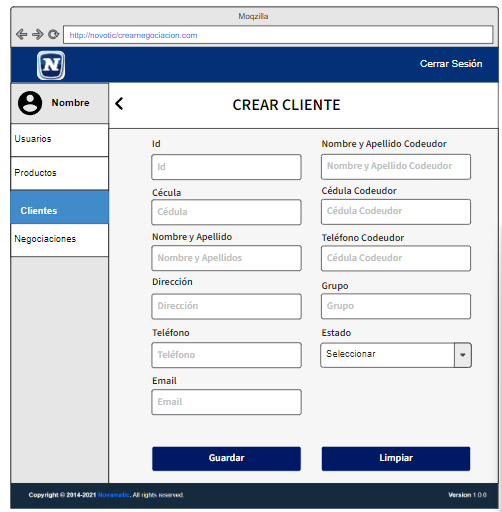 Moqzilla
http://novotic/crearnegociacion.com
N
Cerrar Sesión
Nombre
CREAR CLIENTE
Usuarios
Productos
Clientes
Negociaciones
Id
Id
Cécula
Cédula
Nombre y Apellido
Nombre y Apellidos
Dirección
Dirección
Teléfono
Teléfono
Email
Email
Nombre y Apellido Codeudor
Nombre y Apellido Codeudor
Cédula Codeudor
Cédula Codeudor
Teléfono Codeudor
Cédula Codeudor
Grupo
Grupo
Estado
Seleccionar
Guardar
Limpiar
Copyright © 2014-2021 Novamatic. All rights reserved.
Version 1.0.0